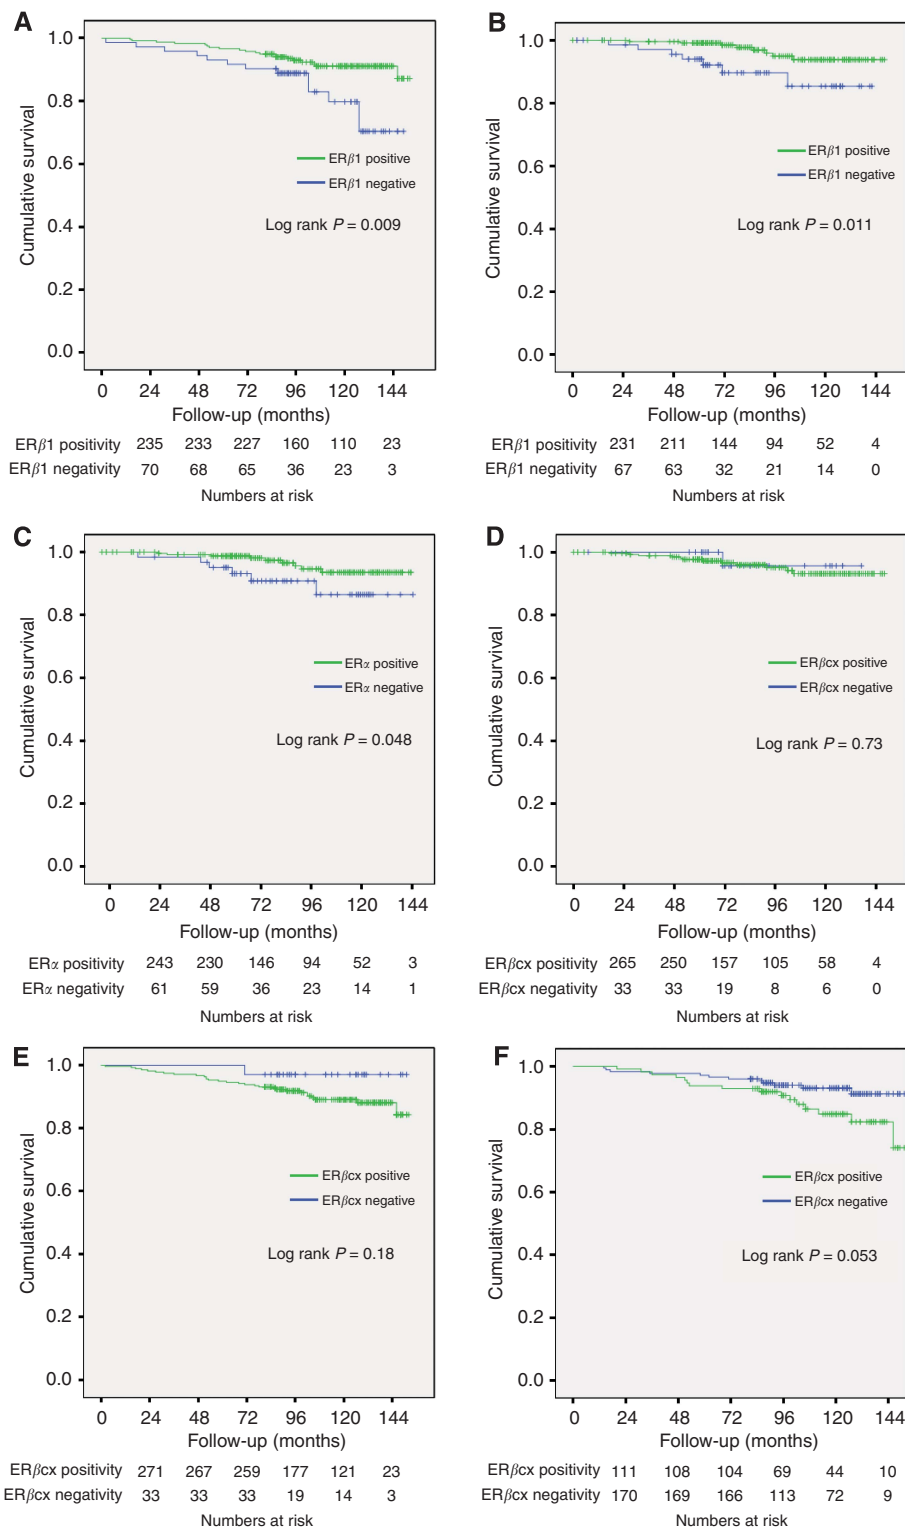 A
1.0
0.8
0.6
0.4
0.2
0.0
Cumulative survival
ERβ1 positive
ERβ1 negative
Log rank P = 0.009
0 24 48 72 96 120 144
Follow-up (months)
ERβ1 positivity 235 233 227 160 110 23
ERβ1 negativity 70 68 65 36 23 3
Numbers at risk
B
1.0
0.8
0.6
0.4
0.2
0.0
Cumulative survival
ERβ1 positive
ERβ1 negative
Log rank P = 0.011
0 24 48 72 96 120 144
Follow-up (months)
ERβ1 positivity 231 211 144 94 52 4
ERβ1 negativity 67 63 32 21 14 0
Numbers at risk
C
1.0
0.8
0.6
0.4
0.2
0.0
Cumulative survival
ERα positive
ERα negative
Log rank P = 0.048
0 24 48 72 96 120 144
Follow-up (months)
ERα positivity 243 230 146 94 52 3
ERα negativity 61 59 36 23 14 1
Numbers at risk
D
1.0
0.8
0.6
0.4
0.2
0.0
Cumulative survival
ERβcx positive
ERβcx negative
Log rank P = 0.73
0 24 48 72 96 120 144
Follow-up (months)
ERβcx positivity 265 250 157 105 58 4
ERβcx negativity 33 33 19 8 6 0
Numbers at risk
E
1.0
0.8
0.6
0.4
0.2
0.0
Cumulative survival
ERβcx positive
ERβcx negative
Log rank P = 0.18
0 24 48 72 96 120 144
Follow-up (months)
ERβcx positivity 271 267 259 177 121 23
ERβcx negativity 33 33 33 19 14 3
Numbers at risk
F
1.0
0.8
0.6
0.4
0.2
0.0
Cumulative survival
ERβcx positive
ERβcx negative
Log rank P = 0.053
0 24 48 72 96 120 144
Follow-up (months)
ERβcx positivity 111 108 104 69 44 10
ERβcx negativity 170 169 166 113 72 9
Numbers at risk